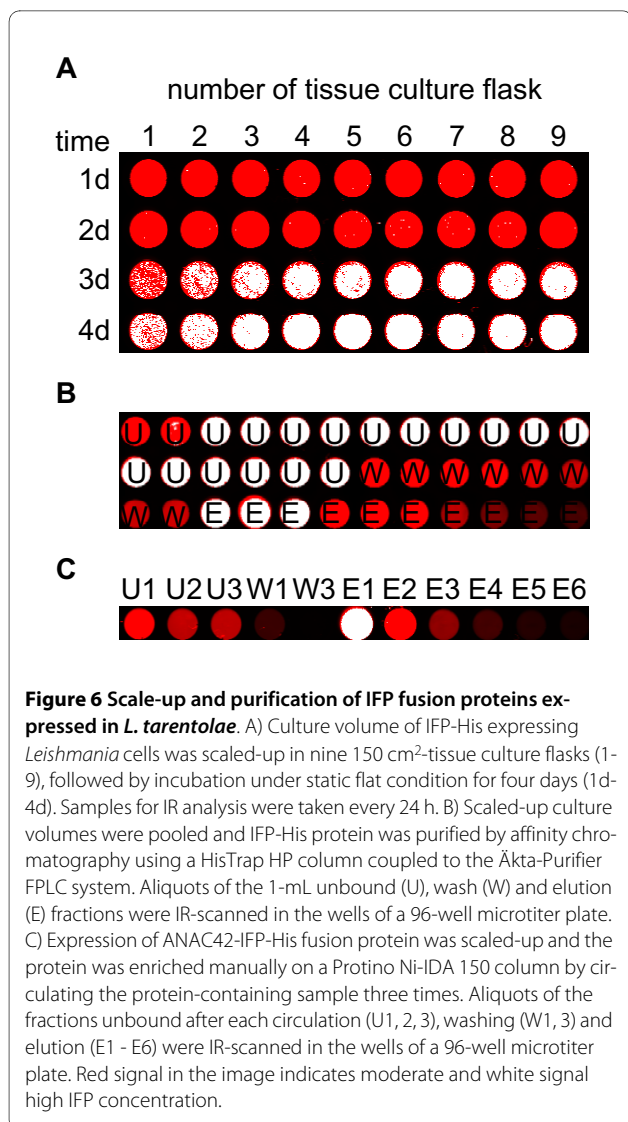 A
number of tissue culture flask
time 1 2 3 4 5 6 7 8 9
1d
2d
3d
4d
B
U U U U U U U U U U U
U U U U U U W W W W W
W W E E E E E E E E E
C
U1 U2 U3 W1 W3 E1 E2 E3 E4 E5 E6
Figure 6 Scale-up and purification of IFP fusion proteins ex-
pressed in L. tarentolae. A) Culture volume of IFP-His expressing
Leishmania cells was scaled-up in nine 150 cm²-tissue culture flasks (1-
9), followed by incubation under static flat condition for four days (1d-
4d). Samples for IR analysis were taken every 24 h. B) Scaled-up culture
volumes were pooled and IFP-His protein was purified by affinity chro-
matography using a HisTrap HP column coupled to the Äkta-Purifier
FPLC system. Aliquots of the 1-mL unbound (U), wash (W) and elution
(E) fractions were IR-scanned in the wells of a 96-well microtiter plate.
C) Expression of ANAC42-IFP-His fusion protein was scaled-up and the
protein was enriched manually on a Protino Ni-IDA 150 column by cir-
culating the protein-containing sample three times. Aliquots of the
fractions unbound after each circulation (U1, 2, 3), washing (W1, 3) and
elution (E1 - E6) were IR-scanned in the wells of a 96-well microtiter
plate. Red signal in the image indicates moderate and white signal
high IFP concentration.